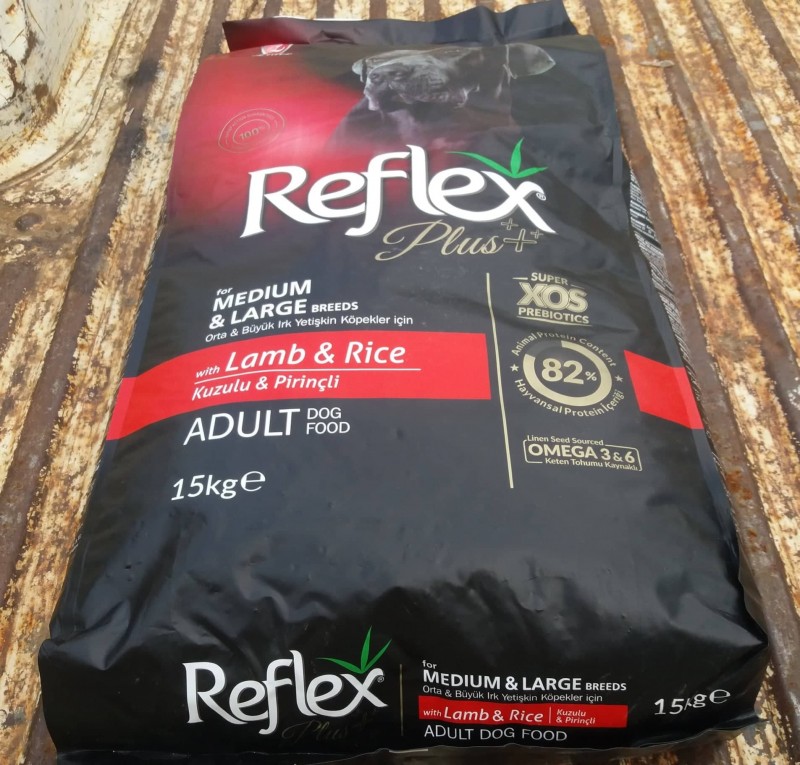 100%
Reflex
Plus
for
MEDIUM
& LARGE BREEDS
Orta & Büyük Irk Yetişkin Köpekler için
with Lamb & Rice
Kuzulu & Pirinçli
ADULT DOG FOOD
15kg℮
SUPER
XOS
PREBIOTICS
Animal Protein Content
82%
Hayvansal Protein İçeriği
Linen Seed Sourced
OMEGA 3 & 6
Keten Tohumu Kaynaklı
Reflex
Plus
for
MEDIUM & LARGE BREEDS
Orta & Büyük Irk Yetişkin Köpekler için
with Lamb & Rice Kuzulu & Pirinçli
ADULT DOG FOOD
15kg℮